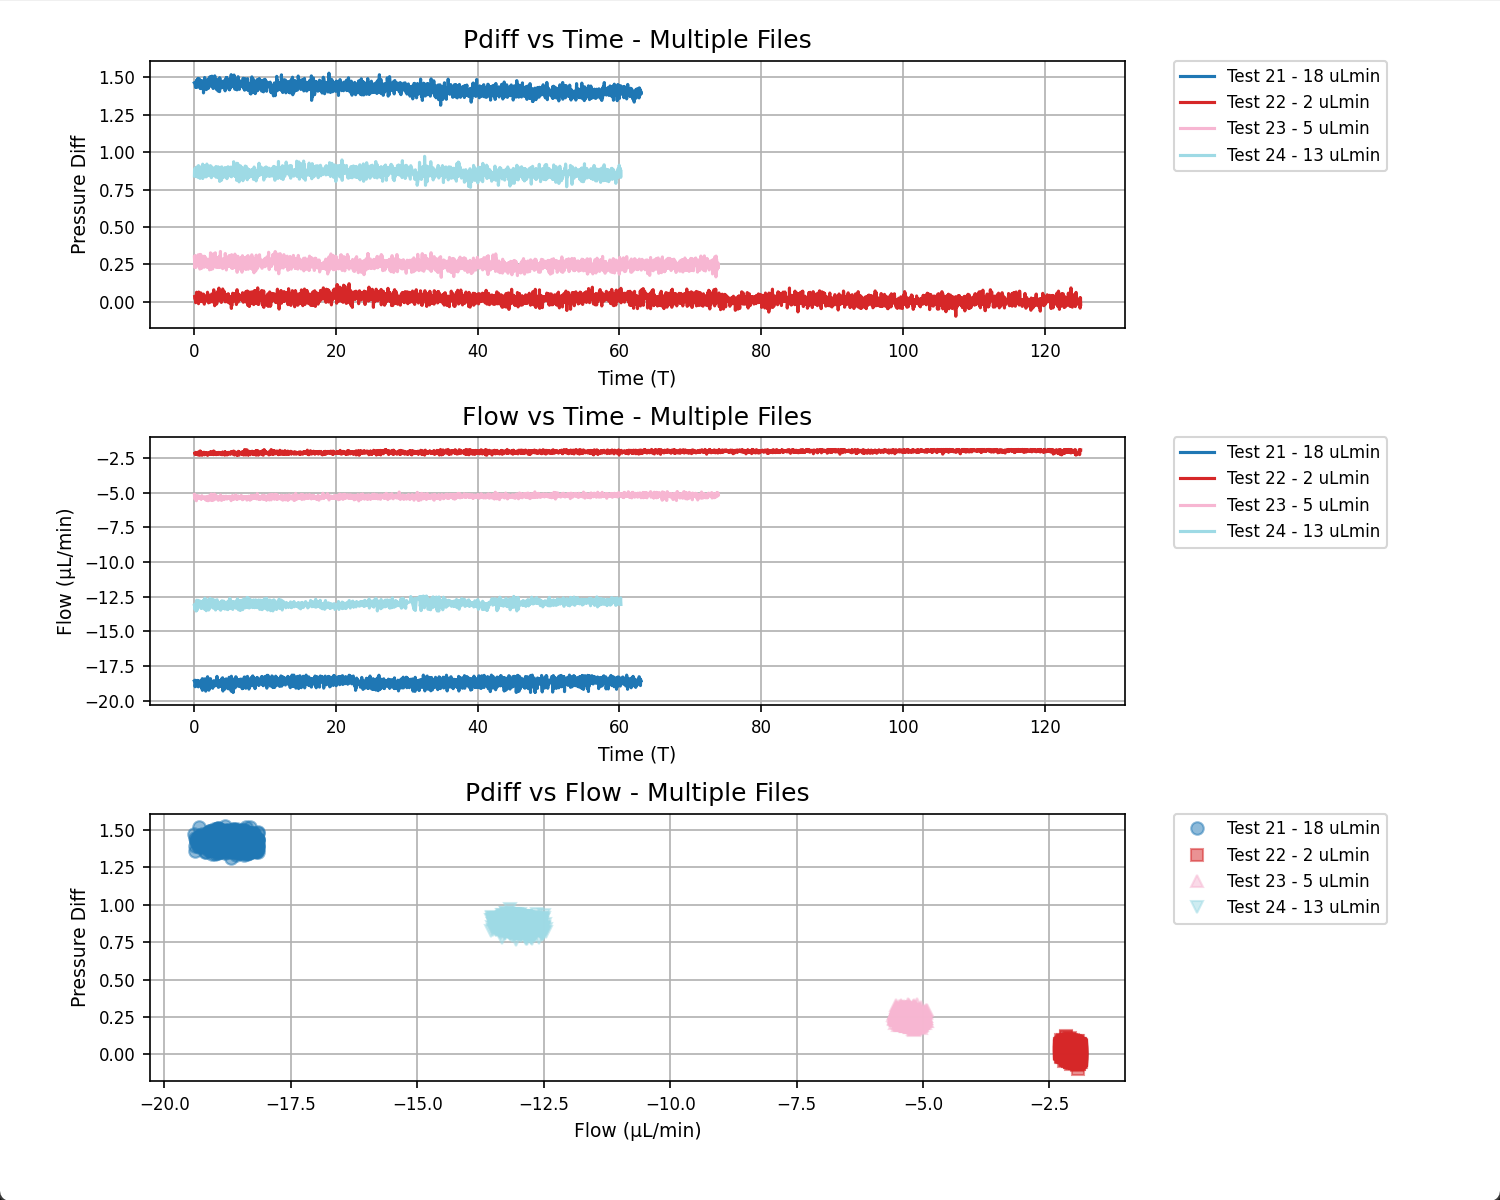 Pdiff vs Time - Multiple Files
1.50
1.25
1.00
0.75
0.50
0.25
0.00
Pressure Diff
0 20 40 60 80 100 120
Time (T)
Test 21 - 18 uLmin
Test 22 - 2 uLmin
Test 23 - 5 uLmin
Test 24 - 13 uLmin
Flow vs Time - Multiple Files
−2.5
−5.0
−7.5
−10.0
−12.5
−15.0
−17.5
−20.0
Flow (µL/min)
0 20 40 60 80 100 120
Time (T)
Test 21 - 18 uLmin
Test 22 - 2 uLmin
Test 23 - 5 uLmin
Test 24 - 13 uLmin
Pdiff vs Flow - Multiple Files
1.50
1.25
1.00
0.75
0.50
0.25
0.00
Pressure Diff
−20.0 −17.5 −15.0 −12.5 −10.0 −7.5 −5.0 −2.5
Flow (µL/min)
Test 21 - 18 uLmin
Test 22 - 2 uLmin
Test 23 - 5 uLmin
Test 24 - 13 uLmin